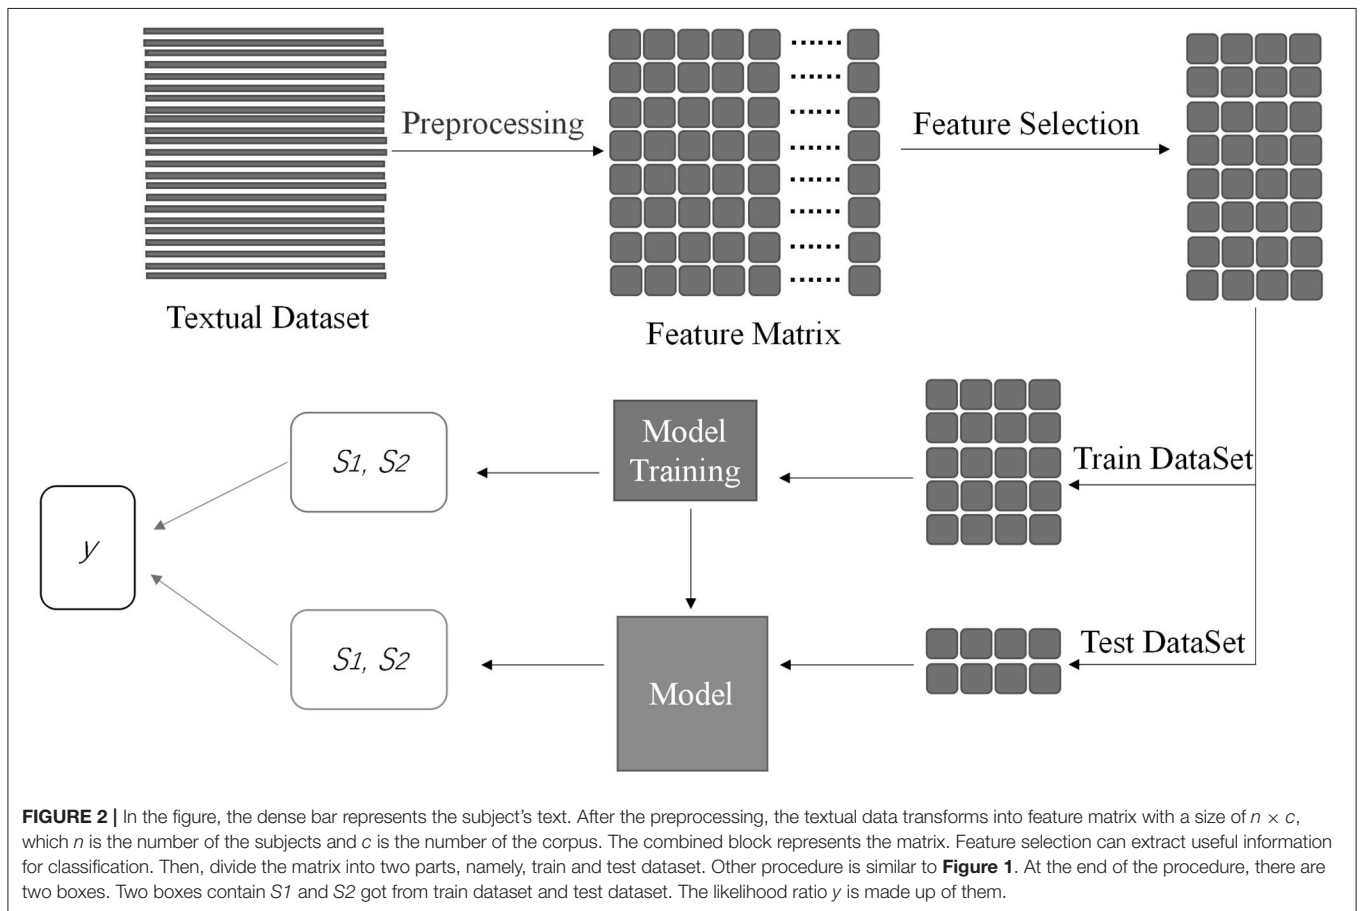 Preprocessing
Feature Selection
Textual Dataset
Feature Matrix
Train DataSet
Model
Training
S1, S2
y
Test DataSet
Model
S1, S2
FIGURE 2 | In the figure, the dense bar represents the subject's text. After the preprocessing, the textual data transforms into feature matrix with a size of n × c,
which n is the number of the subjects and c is the number of the corpus. The combined block represents the matrix. Feature selection can extract useful information
for classification. Then, divide the matrix into two parts, namely, train and test dataset. Other procedure is similar to Figure 1. At the end of the procedure, there are
two boxes. Two boxes contain S1 and S2 got from train dataset and test dataset. The likelihood ratio y is made up of them.